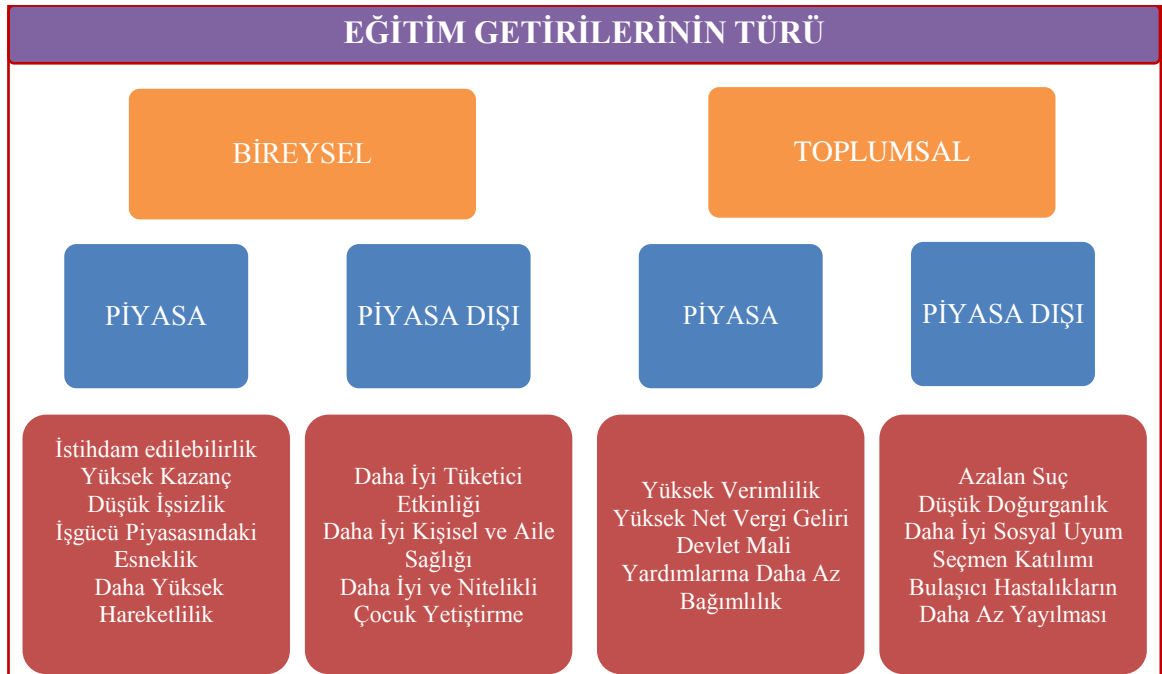 EĞİTİM GETİRİLERİNİN TÜRÜ
BİREYSEL
TOPLUMSAL
PİYASA
PİYASA DIŞI
PİYASA
PİYASA DIŞI
İstihdam edilebilirlik
Yüksek Kazanç
Düşük İşsizlik
İşgücü Piyasasındaki
Esneklik
Daha Yüksek
Hareketlilik
Daha İyi Tüketici
Etkinliği
Daha İyi Kişisel ve Aile
Sağlığı
Daha İyi ve Nitelikli
Çocuk Yetiştirme
Yüksek Verimlilik
Yüksek Net Vergi Geliri
Devlet Mali
Yardımlarına Daha Az
Bağımlılık
Azalan Suç
Düşük Doğurganlık
Daha İyi Sosyal Uyum
Seçmen Katılımı
Bulaşıcı Hastalıkların
Daha Az Yayılması